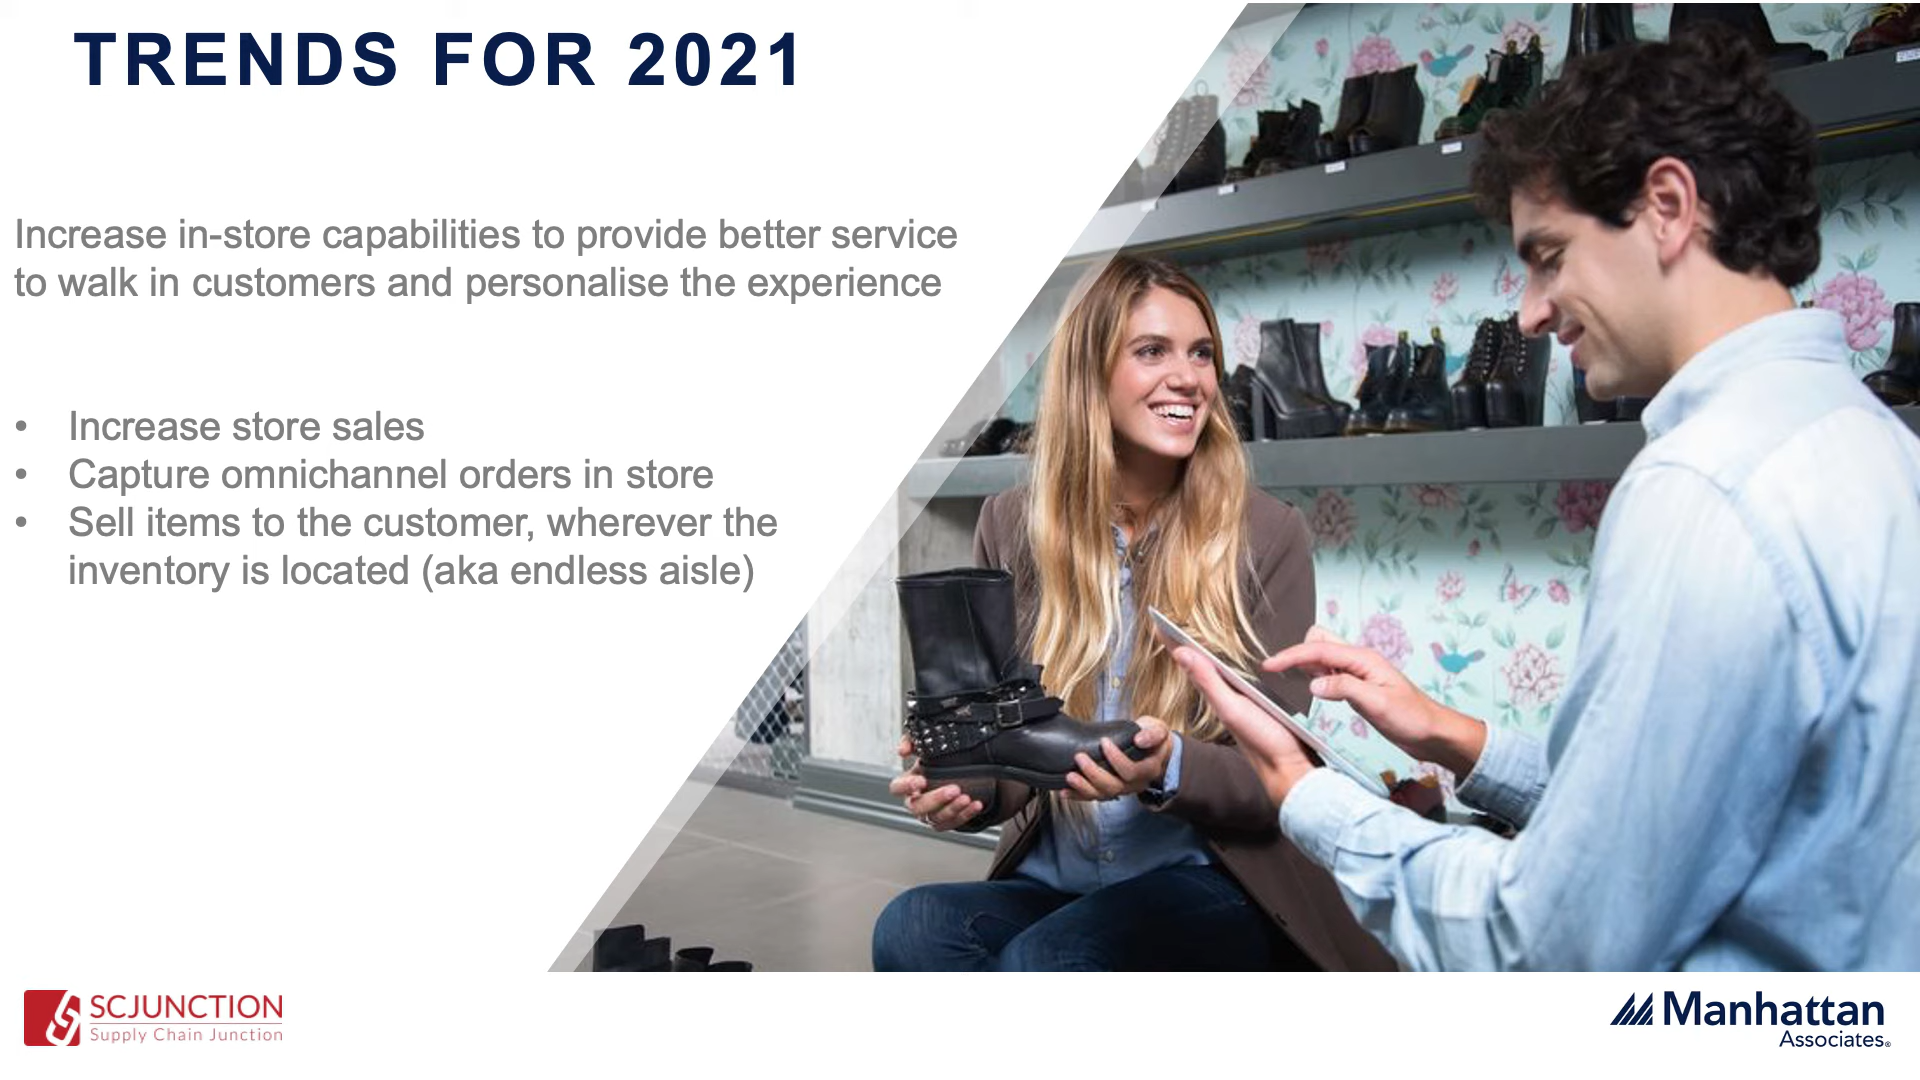 TRENDS FOR 2021
Increase in-store capabilities to provide better service
to walk in customers and personalise the experience
• Increase store sales
• Capture omnichannel orders in store
• Sell items to the customer, wherever the
inventory is located (aka endless aisle)
SCJUNCTION
Supply Chain Junction
Manhattan
Associates®